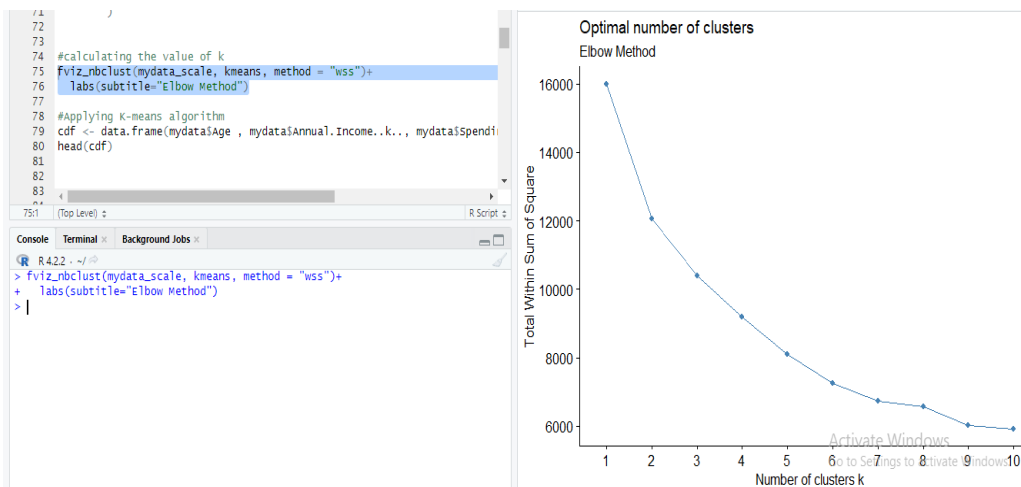 71 )
72
73
74 #calculating the value of k
75 fviz_nbclust(mydata_scale, kmeans, method = "wss")+
76 labs(subtitle="Elbow Method")
77
78 #Applying K-means algorithm
79 cdf <- data.frame(mydata$Age , mydata$Annual.Income..k.., mydata$Spendi
80 head(cdf)
81
82
83
75:1 (Top Level) R Script
Console Terminal × Background Jobs ×
R R 4.2.2 · ~/
> fviz_nbclust(mydata_scale, kmeans, method = "wss")+
+ labs(subtitle="Elbow Method")
>
Optimal number of clusters
Elbow Method
Total Within Sum of Square
16000
14000
12000
10000
8000
6000
1 2 3 4 5 6 7 8 9 10
Number of clusters k
Activate Windows
Go to Settings to activate Windows.